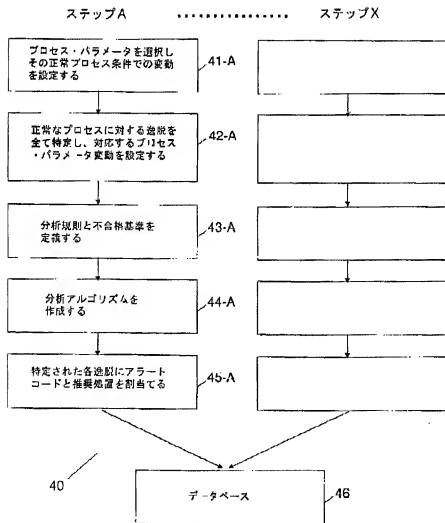 ステップA ............... ステップX
プロセス・パラメータを選択し
その正常プロセス条件での変動
を設定する
41-A
正常なプロセスに対する逸脱を
全て特定し、対応するプロセス
・パラメータ変動を設定する
42-A
分析規則と不合格基準を
定義する
43-A
分析アルゴリズムを
作成する
44-A
特定された各逸脱にアラート
コードと推奨処置を割当てる
45-A
40
データベース
46